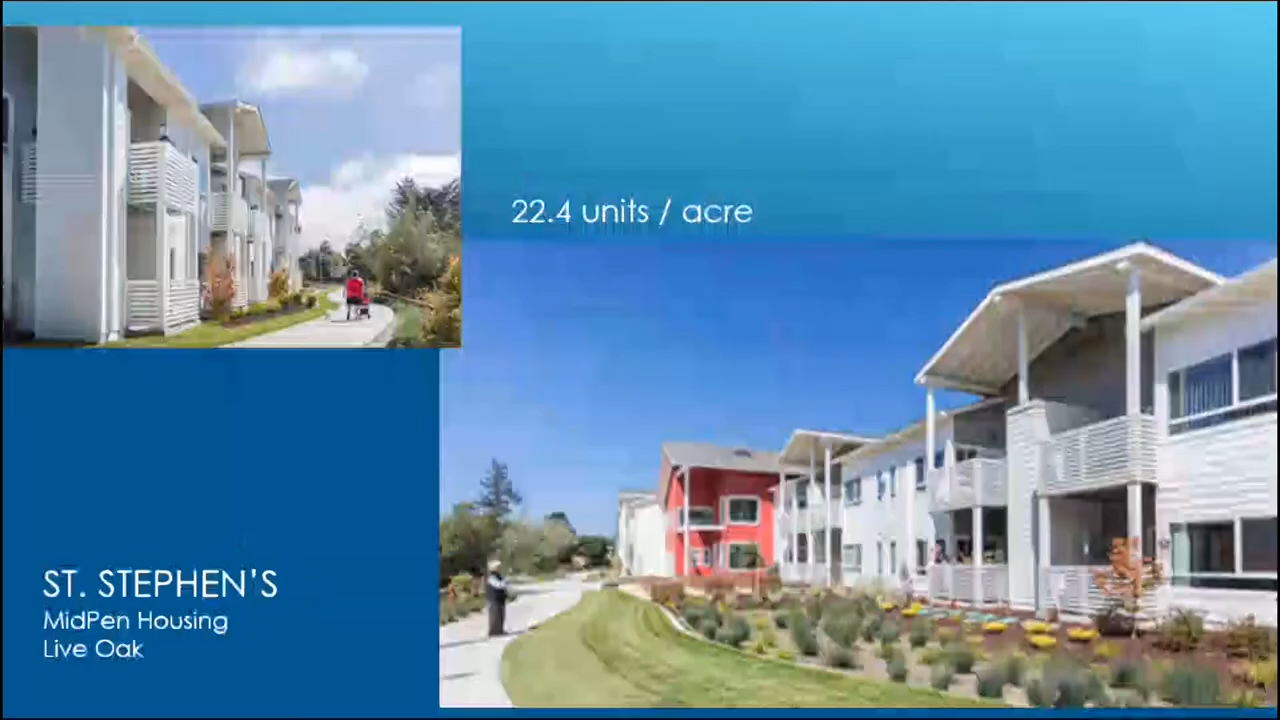 22.4 units / acre
ST. STEPHEN'S
MidPen Housing
Live Oak